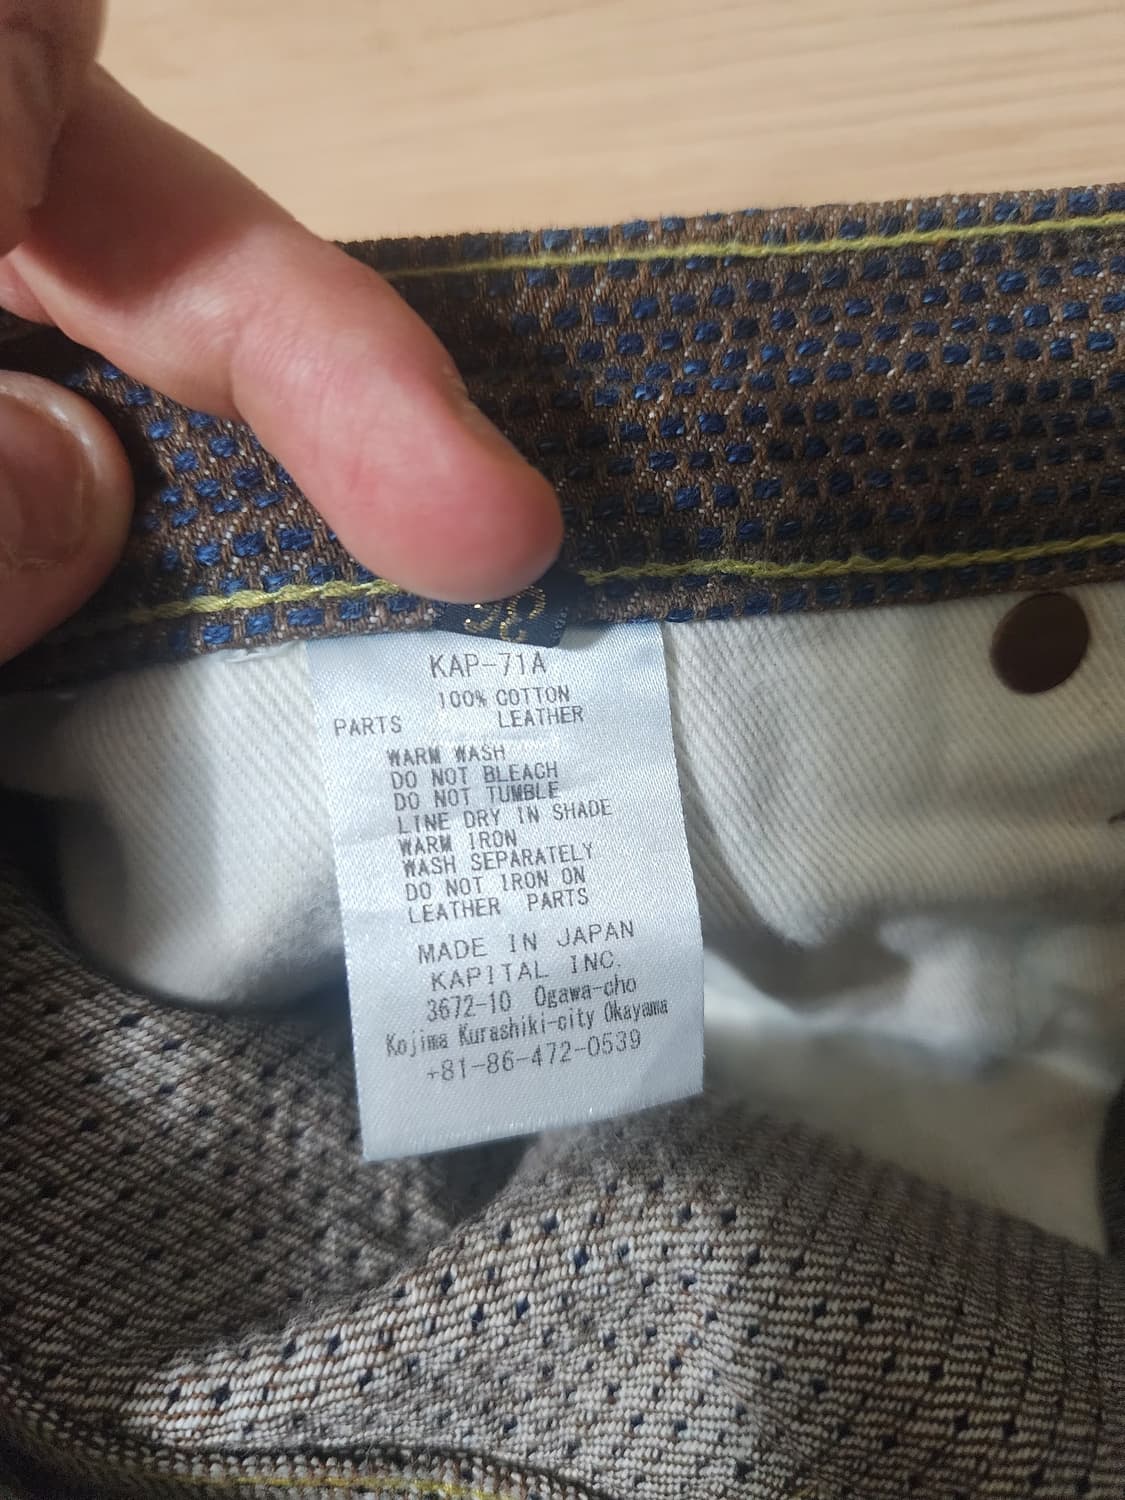 KAP-71A
100% COTTON
PARTS LEATHER
WARM WASH
DO NOT BLEACH
DO NOT TUMBLE
LINE DRY IN SHADE
WARM IRON
WASH SEPARATELY
DO NOT IRON ON
LEATHER PARTS
MADE IN JAPAN
KAPITAL INC.
3672-10 Ogawa-cho
Kojima Kurashiki-city Okayama
+81-86-472-0539